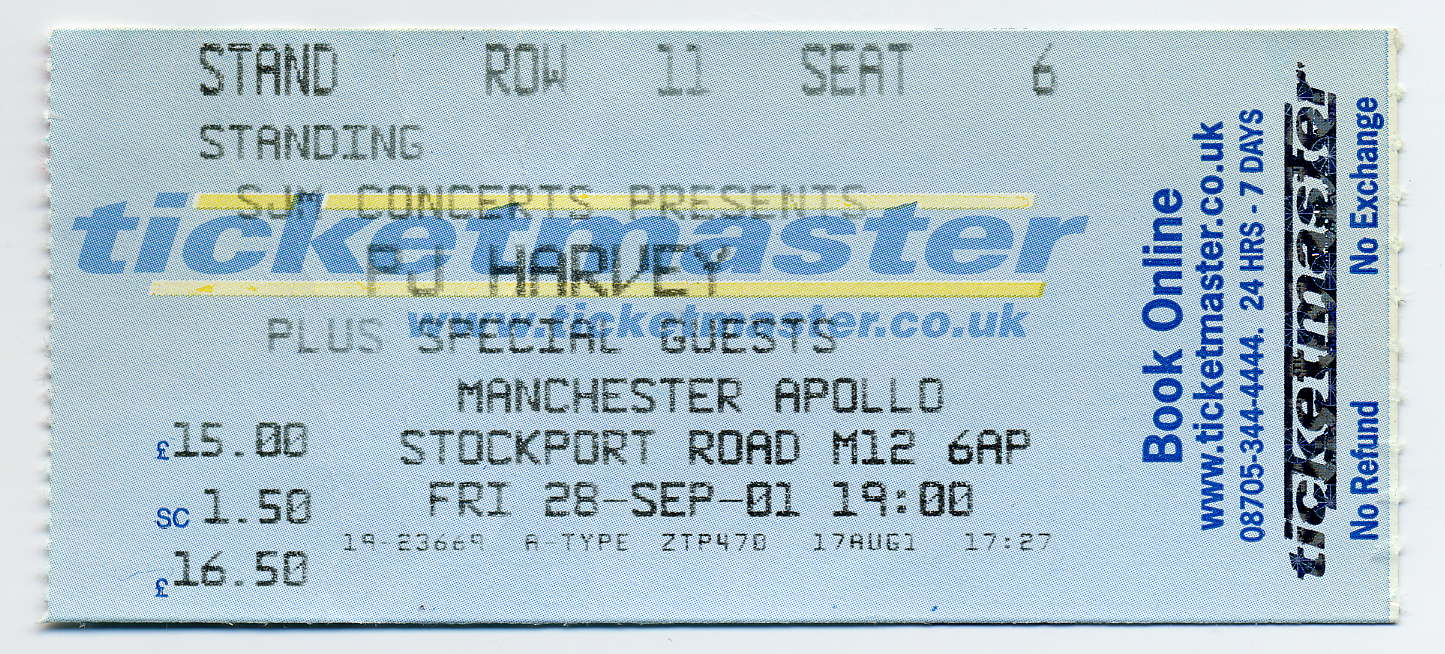 STAND ROW 11 SEAT 6
STANDING
SJM CONCERTS PRESENTS
ticketmaster
PJ HARVEY
www.ticketmaster.co.uk
PLUS SPECIAL GUESTS
MANCHESTER APOLLO
£15.00 STOCKPORT ROAD M12 6AP
SC 1.50 FRI 28-SEP-01 19:00
19-23669 A TYPE ZTP470 17AUG1 17:27
£16.50
Book Online
www.ticketmaster.co.uk
08705-344-4444. 24 HRS - 7 DAYS
ticketmaster
No Refund No Exchange